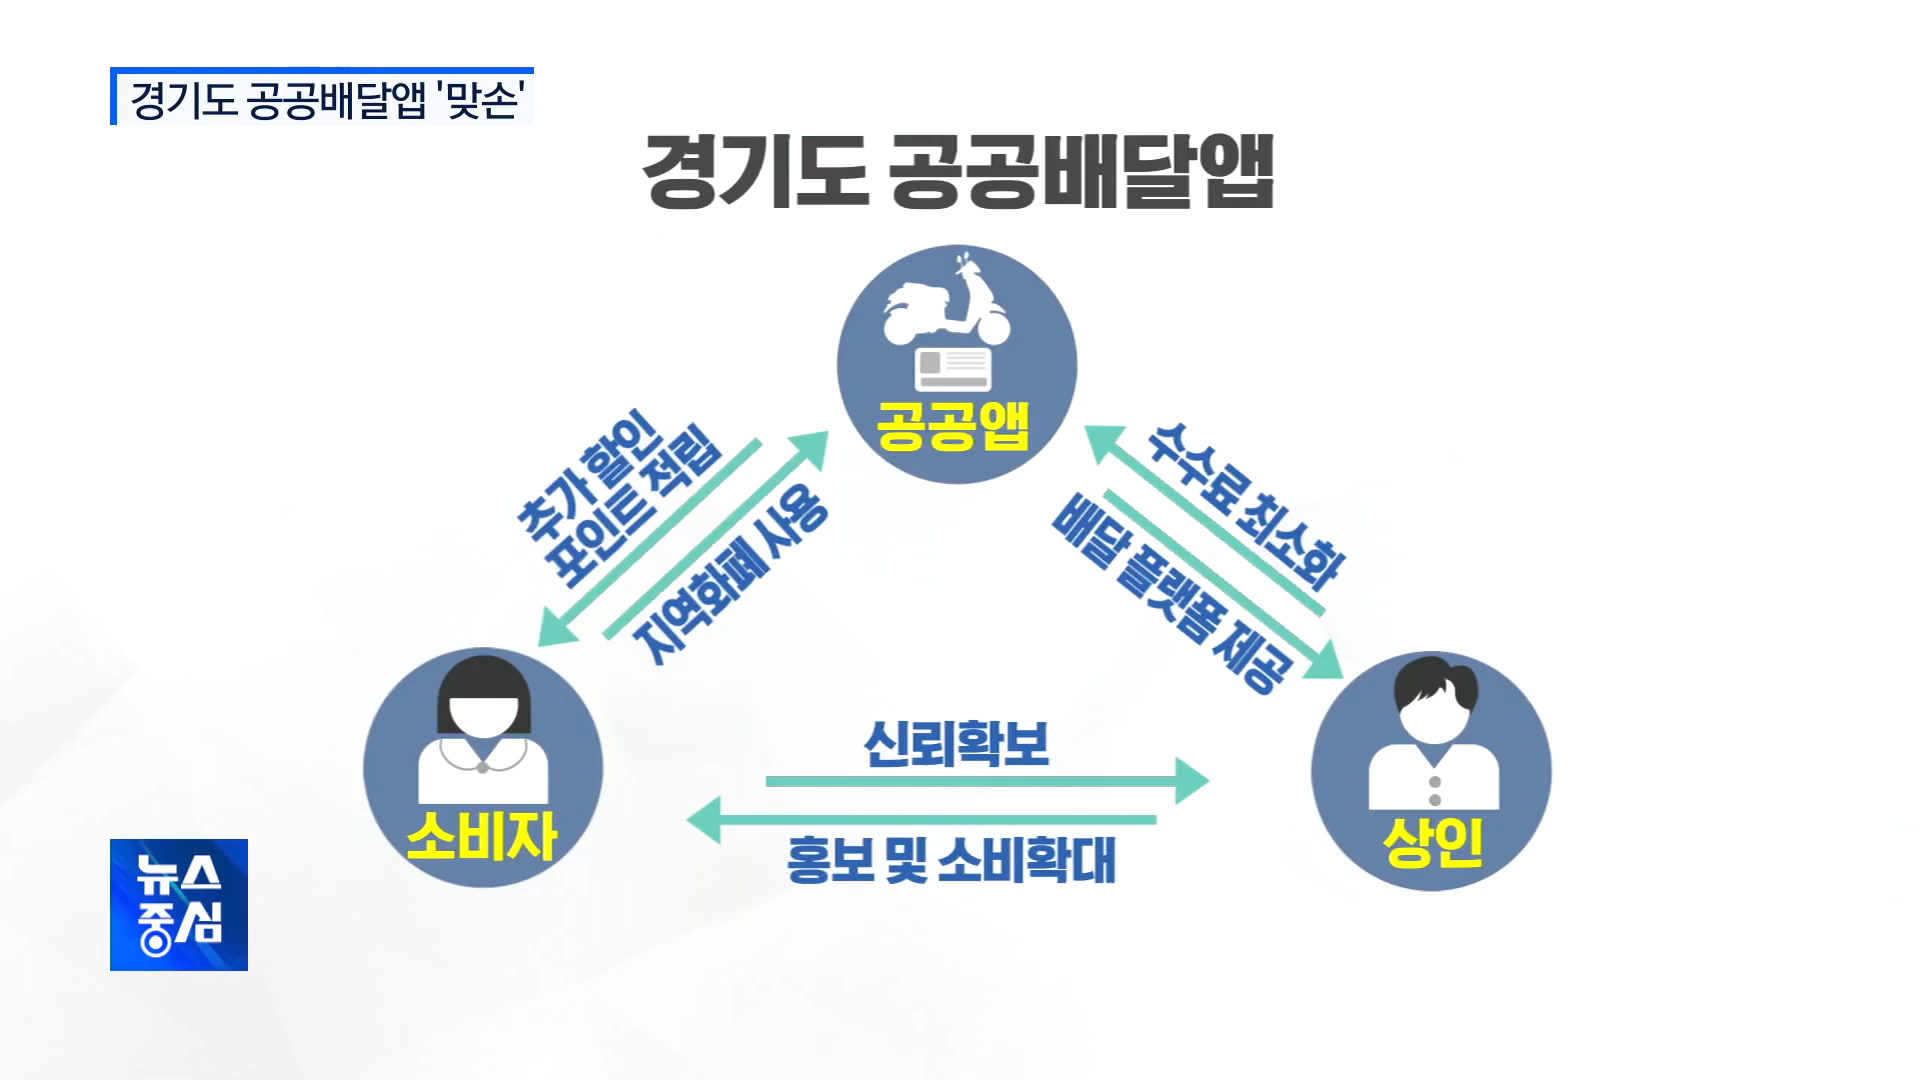 경기도 공공배달앱 '맞손'
경기도 공공배달앱
공공앱
추가 할인
포인트 적립
지역화폐 사용
수수료 최소화
배달 플랫폼 제공
신뢰확보
홍보 및 소비확대
소비자
상인
뉴스
중심